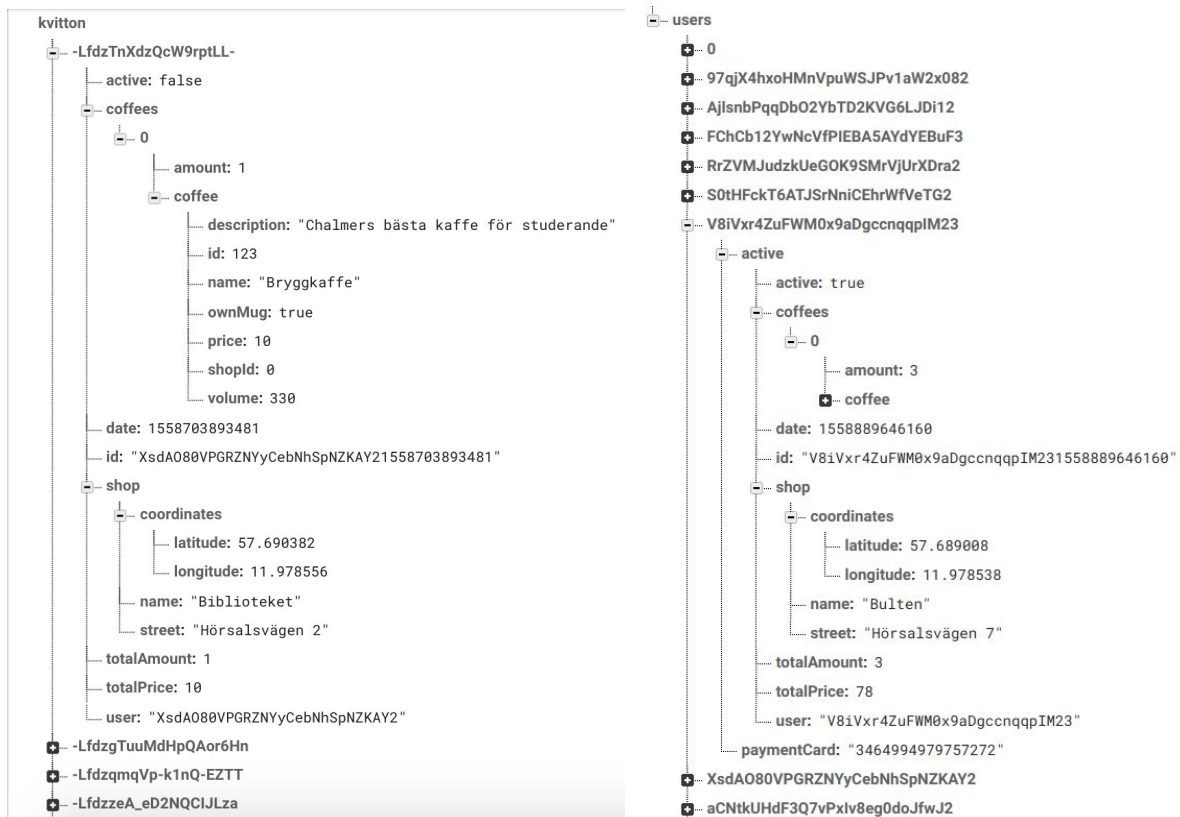 kvitton
-LfdzTnXdzQcW9rptLL-
active: false
coffees
0
amount: 1
coffee
description: "Chalmers bästa kaffe för studerande"
id: 123
name: "Bryggkaffe"
ownMug: true
price: 10
shopId: 0
volume: 330
date: 1558703893481
id: "XsdAO80VPGRZNYyCebNhSpNZKAY21558703893481"
shop
coordinates
latitude: 57.690382
longitude: 11.978556
name: "Biblioteket"
street: "Hörsalsvägen 2"
totalAmount: 1
totalPrice: 10
user: "XsdAO80VPGRZNYyCebNhSpNZKAY2"
-LfdzgTuuMdHpQAor6Hn
-LfdzqmqVp-k1nQ-EZTT
-LfdzzeA_eD2NQCIJLza
users
0
97qjX4hxoHMnVpuWSJPv1aW2x082
AjlsnbPqqDbO2YbTD2KVG6LJDi12
FChCb12YwNcVfPIEBA5AYdYEBuF3
RrZVMJudzkUeGOK9SMrVjUrXDra2
S0tHFckT6ATJSrNniCEhrWfVeTG2
V8iVxr4ZuFWM0x9aDgccnqqpIM23
active
active: true
coffees
0
amount: 3
coffee
date: 1558889646160
id: "V8iVxr4ZuFWM0x9aDgccnqqpIM231558889646160"
shop
coordinates
latitude: 57.689008
longitude: 11.978538
name: "Bulten"
street: "Hörsalsvägen 7"
totalAmount: 3
totalPrice: 78
user: "V8iVxr4ZuFWM0x9aDgccnqqpIM23"
paymentCard: "3464994979757272"
XsdAO80VPGRZNYyCebNhSpNZKAY2
aCNtkUHdF3Q7vPxIv8eg0doJfwJ2